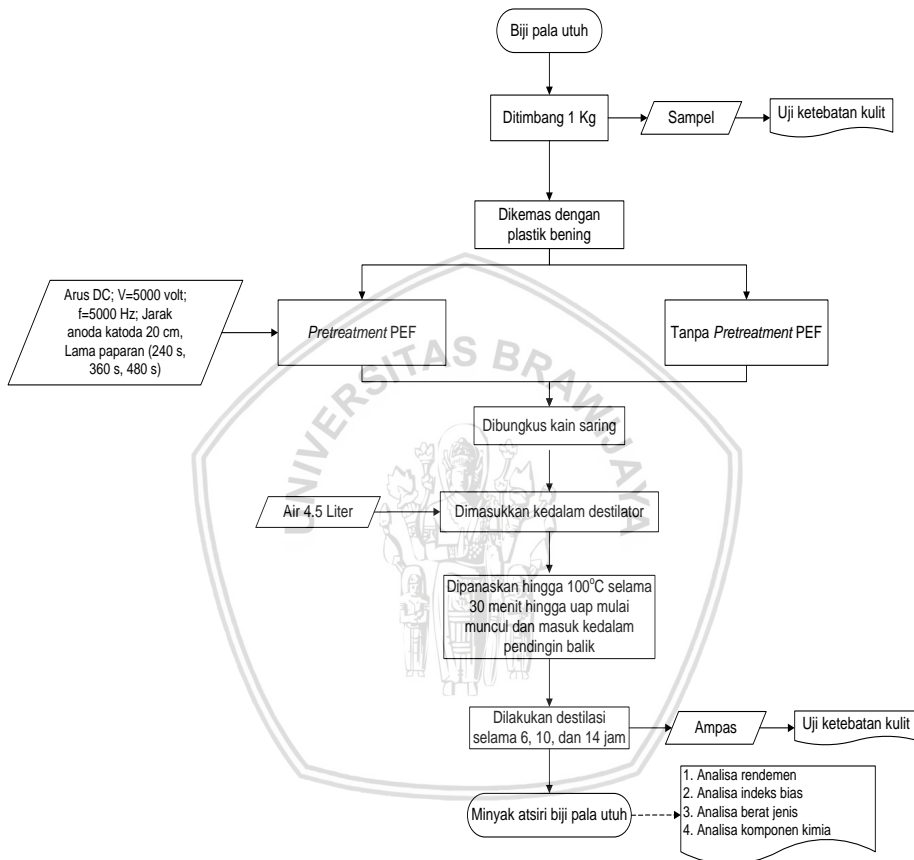 Biji pala utuh
Ditimbang 1 Kg
Sampel
Uji ketebatan kulit
Dikemas dengan
plastik bening
Arus DC; V=5000 volt;
f=5000 Hz; Jarak
anoda katoda 20 cm,
Lama paparan (240 s,
360 s, 480 s)
Pretreatment PEF
Tanpa Pretreatment PEF
UNIVERSITAS BRAWIJAYA
Dibungkus kain saring
Air 4.5 Liter
Dimasukkan kedalam destilator
Dipanaskan hingga 100°C selama
30 menit hingga uap mulai
muncul dan masuk kedalam
pendingin balik
Dilakukan destilasi
selama 6, 10, dan 14 jam
Ampas
Uji ketebatan kulit
Minyak atsiri biji pala utuh
1. Analisa rendemen
2. Analisa indeks bias
3. Analisa berat jenis
4. Analisa komponen kimia